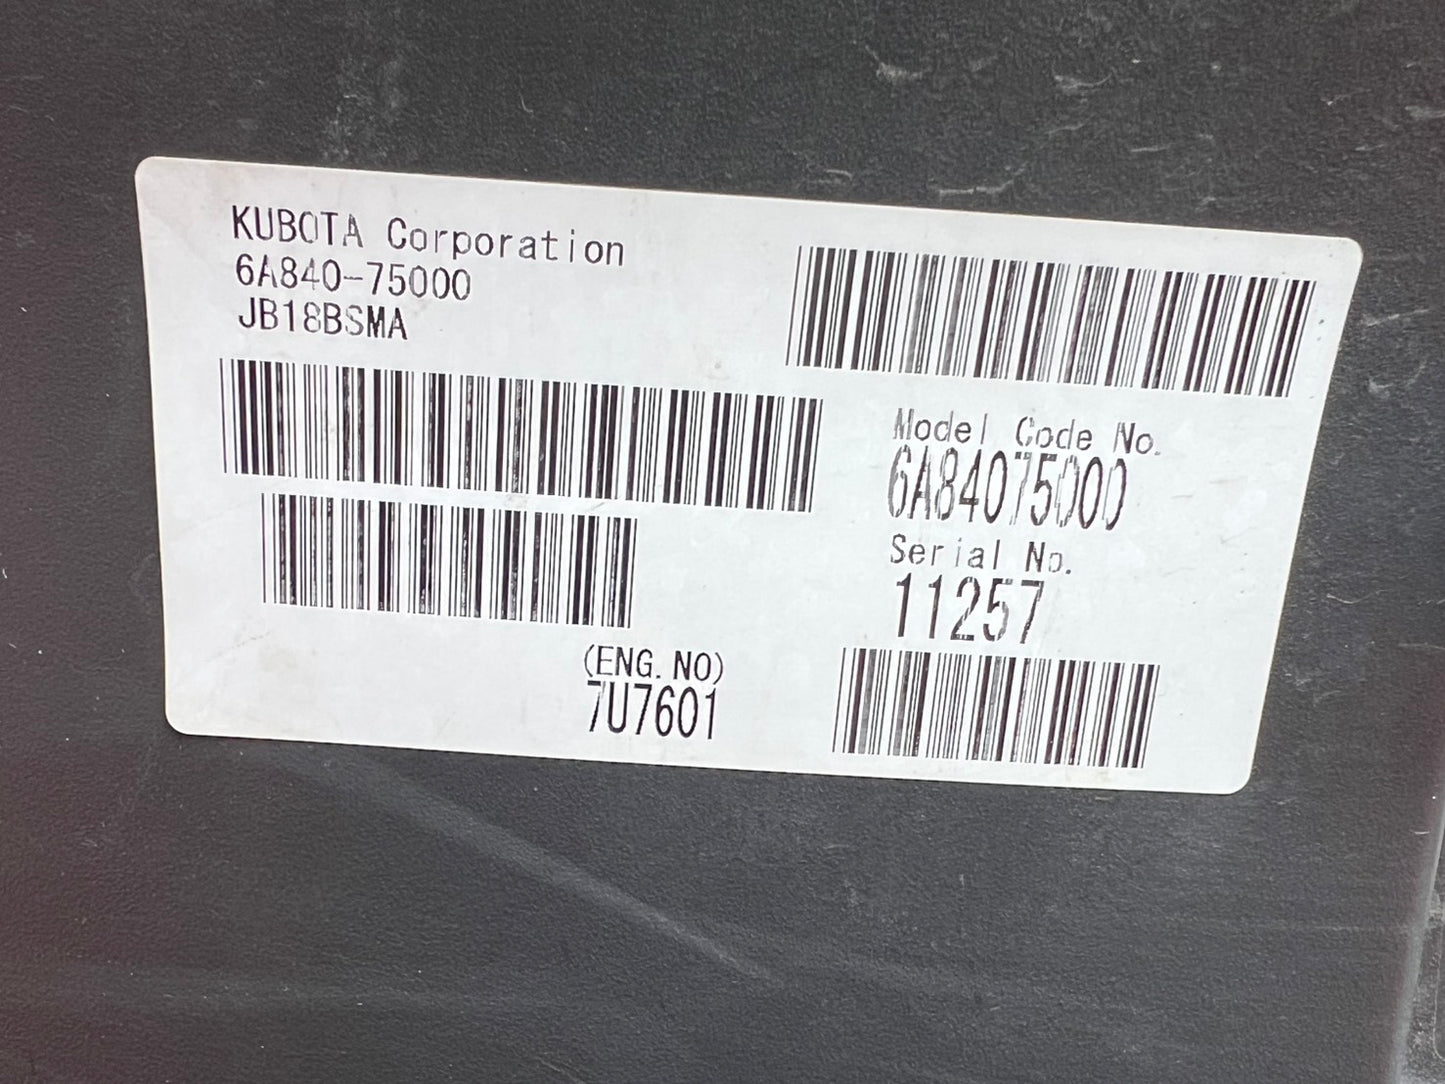 KUBOTA Corporation
6A840-75000
JB18BSMA
Model Code No.
6A84075000
Serial No.
11257
(ENG. NO)
7U7601